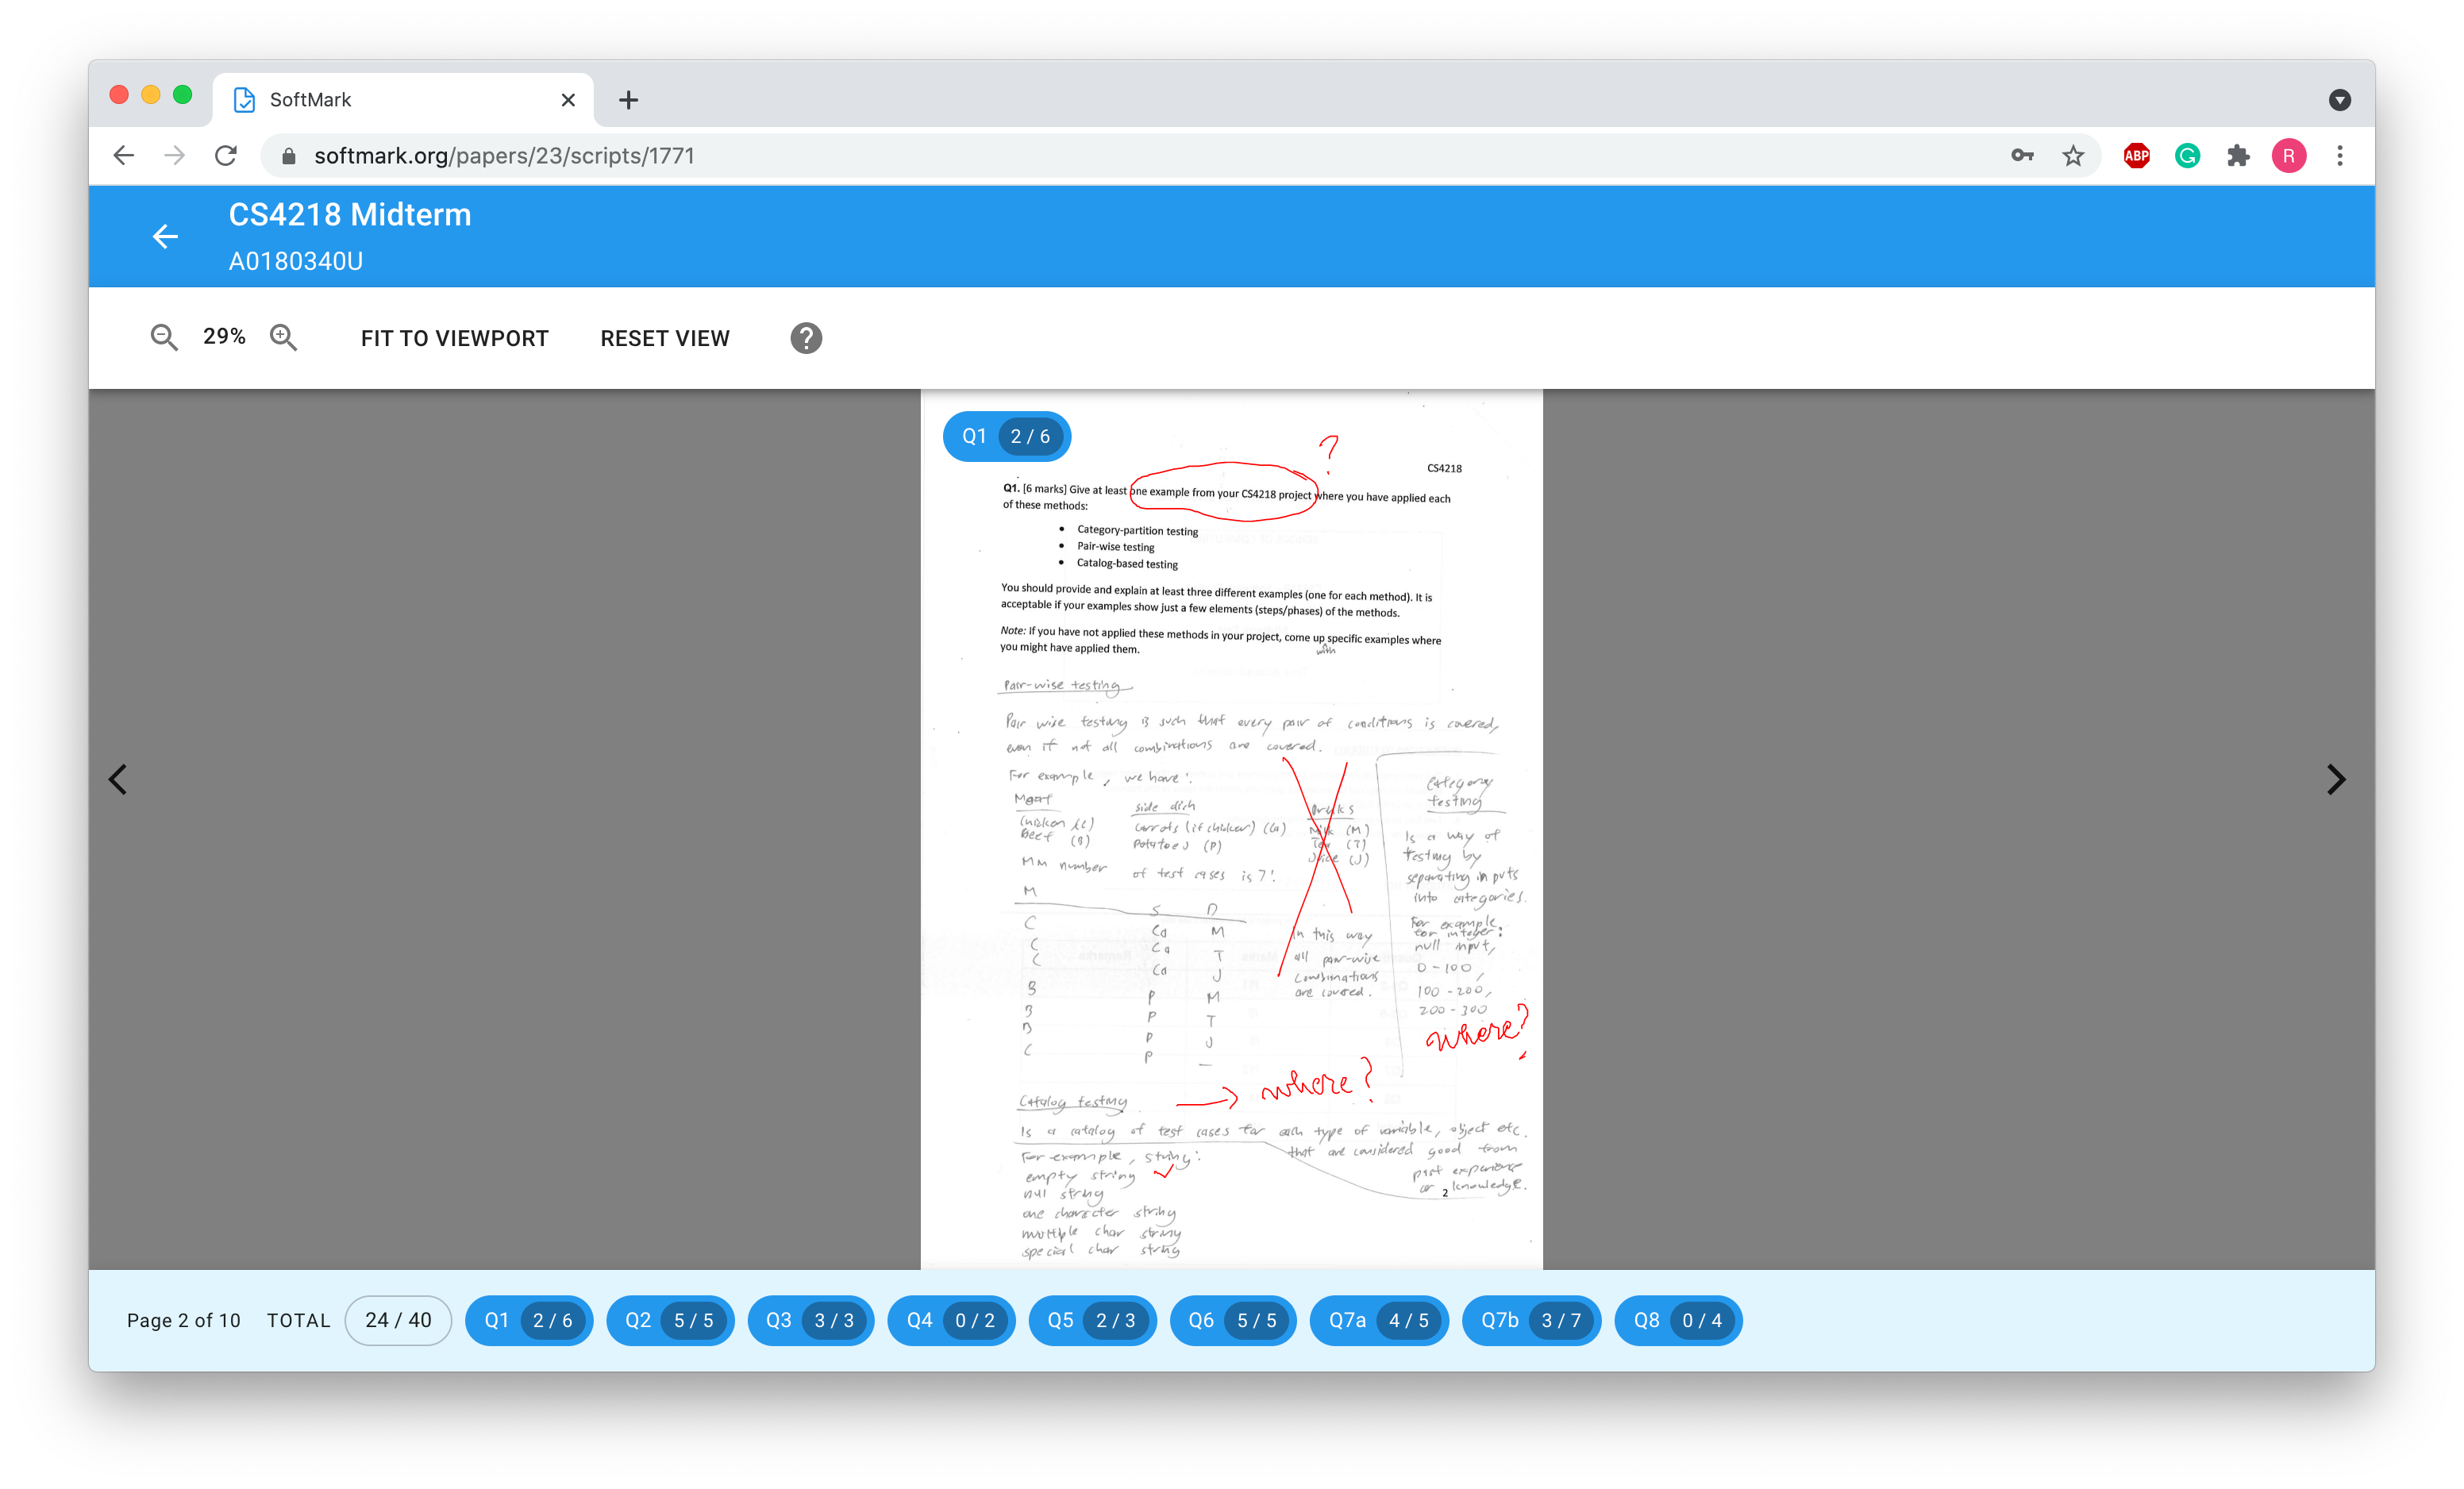 SoftMark
softmark.org/papers/23/scripts/1771
ABP
G
R
CS4218 Midterm
A0180340U
29%
FIT TO VIEWPORT
RESET VIEW
?
Q1 2 / 6
?
CS4218
Q1. [6 marks] Give at least one example from your CS4218 project where you have applied each
of these methods:
• Category-partition testing
• Pair-wise testing
• Catalog-based testing
You should provide and explain at least three different examples (one for each method). It is
acceptable if your examples show just a few elements (steps/phases) of the methods.
Note: If you have not applied these methods in your project, come up specific examples where
with
you might have applied them.
Pair-wise testing
Pair wise testing is such that every pair of conditions is covered,
even if not all combinations are covered.
For example, we have:
Meat
Chicken (C)
Beef (B)
side dish
carrots (if chicken) (Ca)
potatoes (P)
Drinks
Milk (M)
Tea (T)
Juice (J)
Min number of test cases is 7!
M S D
C Ca M
C Ca T
C Ca J
B P M
B P T
B P J
C P —
In this way
all pair-wise
combinations
are covered.
Category
testing
Is a way of
testing by
separating inputs
into categories.
For example
for integer:
null input,
0-100,
100-200,
200-300
where?
Catalog testing
→ where?
Is a catalog of test cases for each type of variable, object etc.
that are considered good from
past experience
or knowledge.
For example, string:
empty string
null string
one character string
multiple char string
special char string
2
Page 2 of 10 TOTAL 24 / 40 Q1 2 / 6 Q2 5 / 5 Q3 3 / 3 Q4 0 / 2 Q5 2 / 3 Q6 5 / 5 Q7a 4 / 5 Q7b 3 / 7 Q8 0 / 4